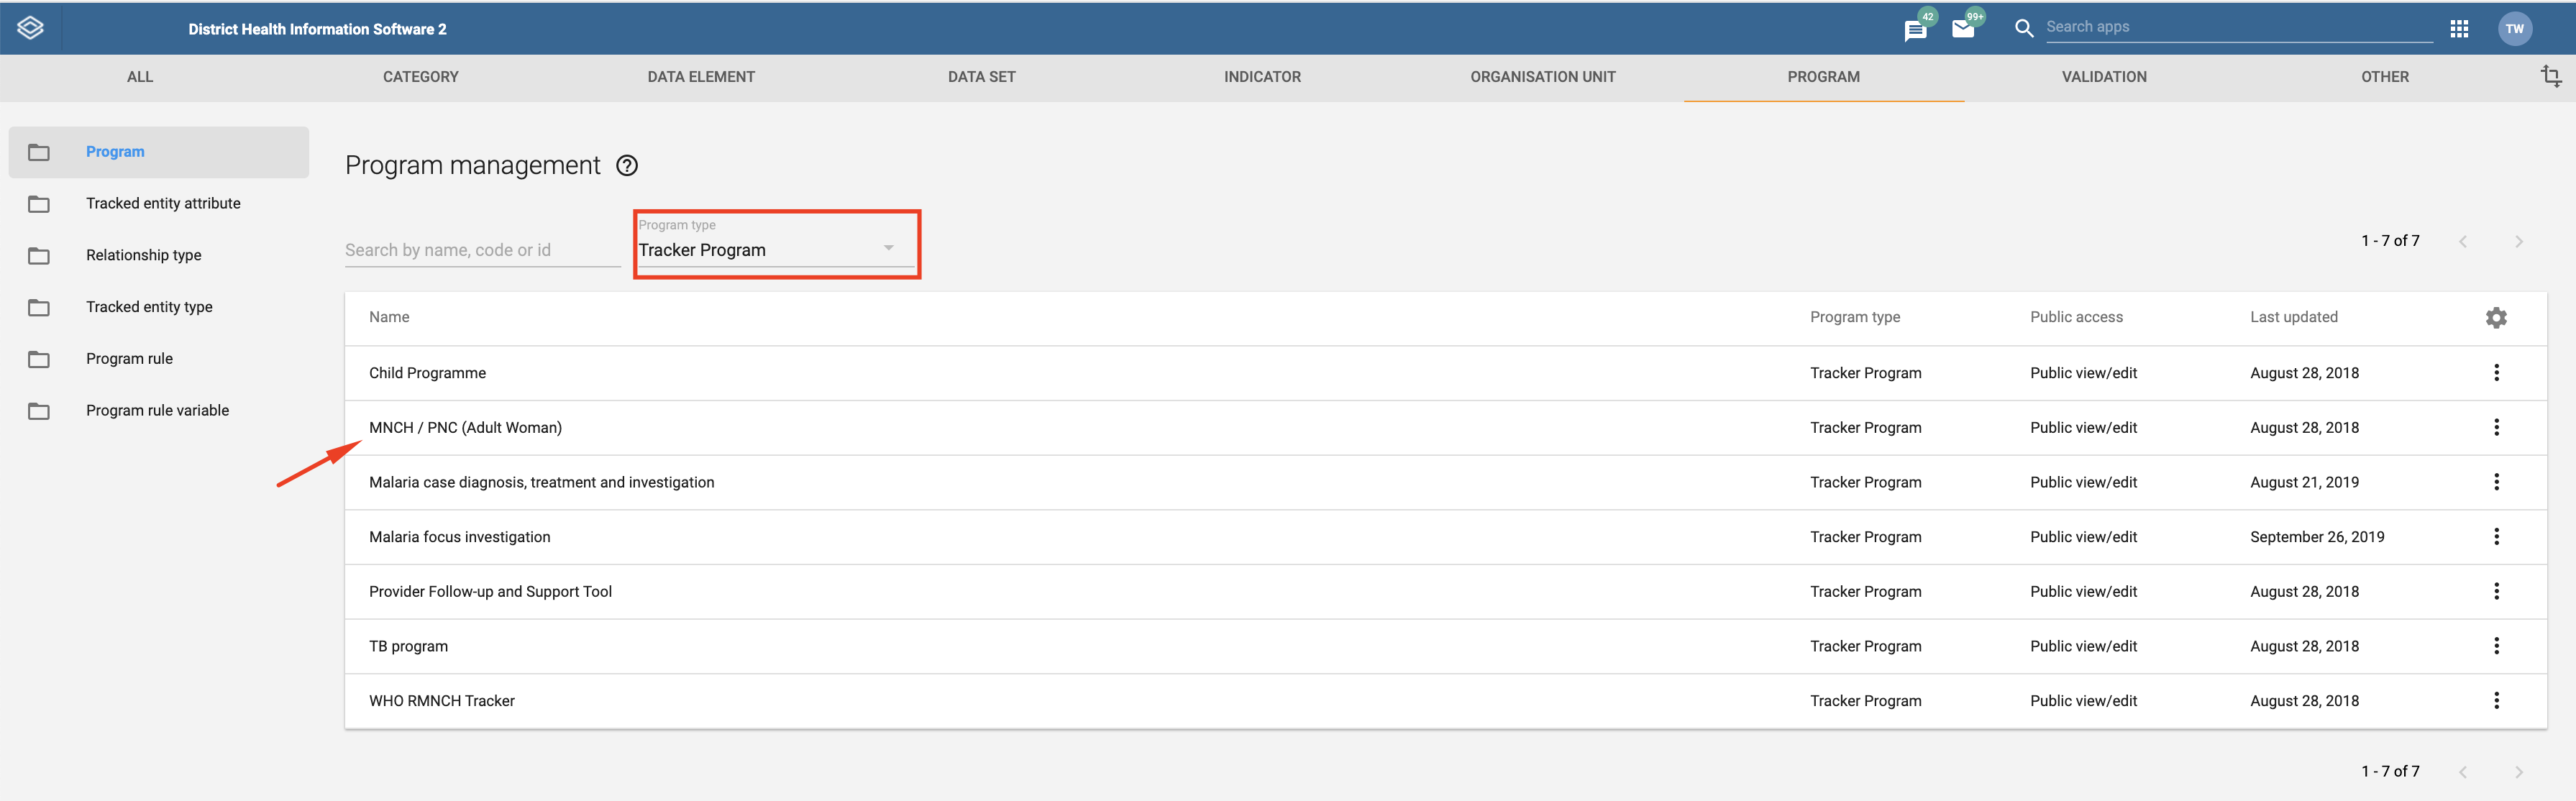 District Health Information Software 2
42
99+
Search apps
TW
ALL CATEGORY DATA ELEMENT DATA SET INDICATOR ORGANISATION UNIT PROGRAM VALIDATION OTHER
Program
Tracked entity attribute
Relationship type
Tracked entity type
Program rule
Program rule variable
Program management
Search by name, code or id
Program type
Tracker Program
1 - 7 of 7
Name Program type Public access Last updated
Child Programme Tracker Program Public view/edit August 28, 2018
MNCH / PNC (Adult Woman) Tracker Program Public view/edit August 28, 2018
Malaria case diagnosis, treatment and investigation Tracker Program Public view/edit August 21, 2019
Malaria focus investigation Tracker Program Public view/edit September 26, 2019
Provider Follow-up and Support Tool Tracker Program Public view/edit August 28, 2018
TB program Tracker Program Public view/edit August 28, 2018
WHO RMNCH Tracker Tracker Program Public view/edit August 28, 2018
1 - 7 of 7